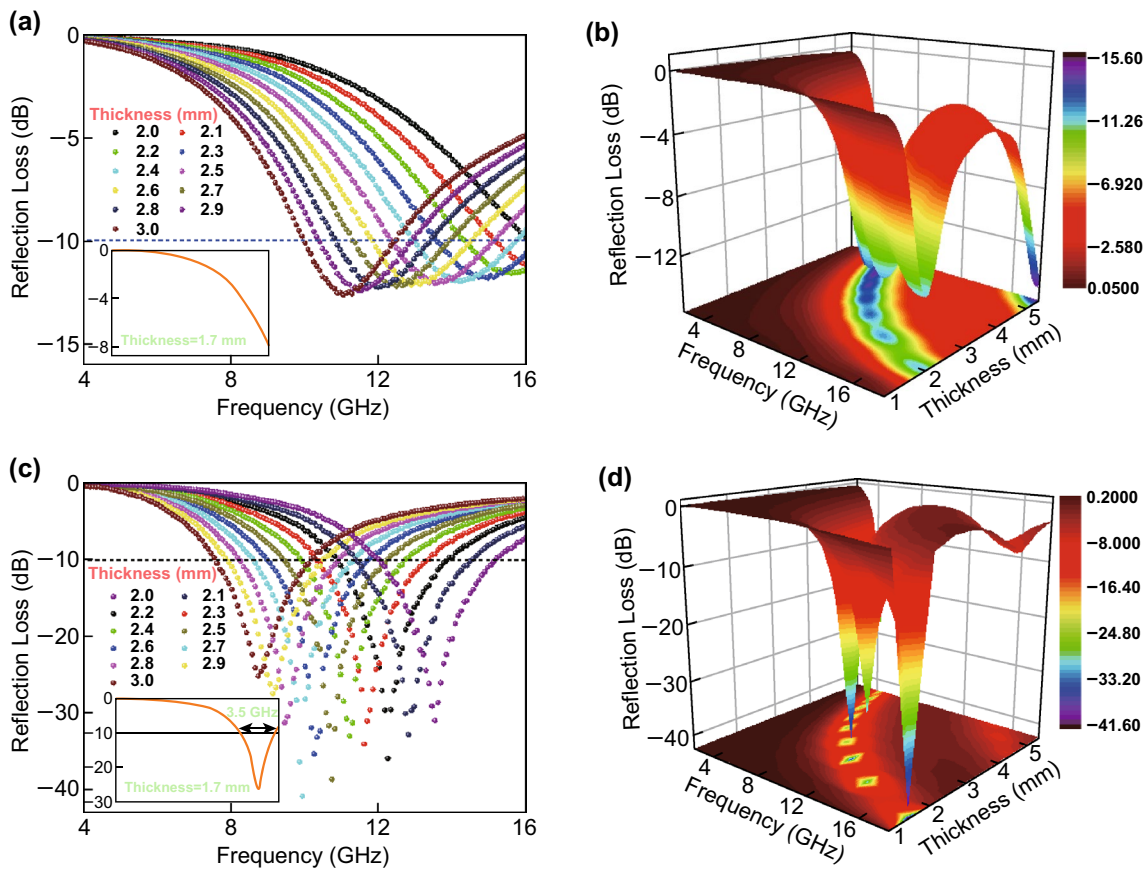 (a)
0
−5
−10
−15
Reflection Loss (dB)
Thickness (mm)
2.0 2.1
2.2 2.3
2.4 2.5
2.6 2.7
2.8 2.9
3.0
0
−4
−8
Thickness=1.7 mm
4 8 12 16
Frequency (GHz)
(b)
0
−4
−8
−12
Reflection Loss (dB)
4 8 12 16
Frequency (GHz)
1 2 3 4 5
Thickness (mm)
−15.60
−11.26
−6.920
−2.580
0.0500
(c)
0
−10
−20
−30
−40
Reflection Loss (dB)
Thickness (mm)
2.0 2.1
2.2 2.3
2.4 2.5
2.6 2.7
2.8 2.9
3.0
0
10
20
30
3.5 GHz
Thickness=1.7 mm
4 8 12 16
Frequency (GHz)
(d)
0
−10
−20
−30
−40
Reflection Loss (dB)
4 8 12 16
Frequency (GHz)
1 2 3 4 5
Thickness (mm)
0.2000
−8.000
−16.40
−24.80
−33.20
−41.60